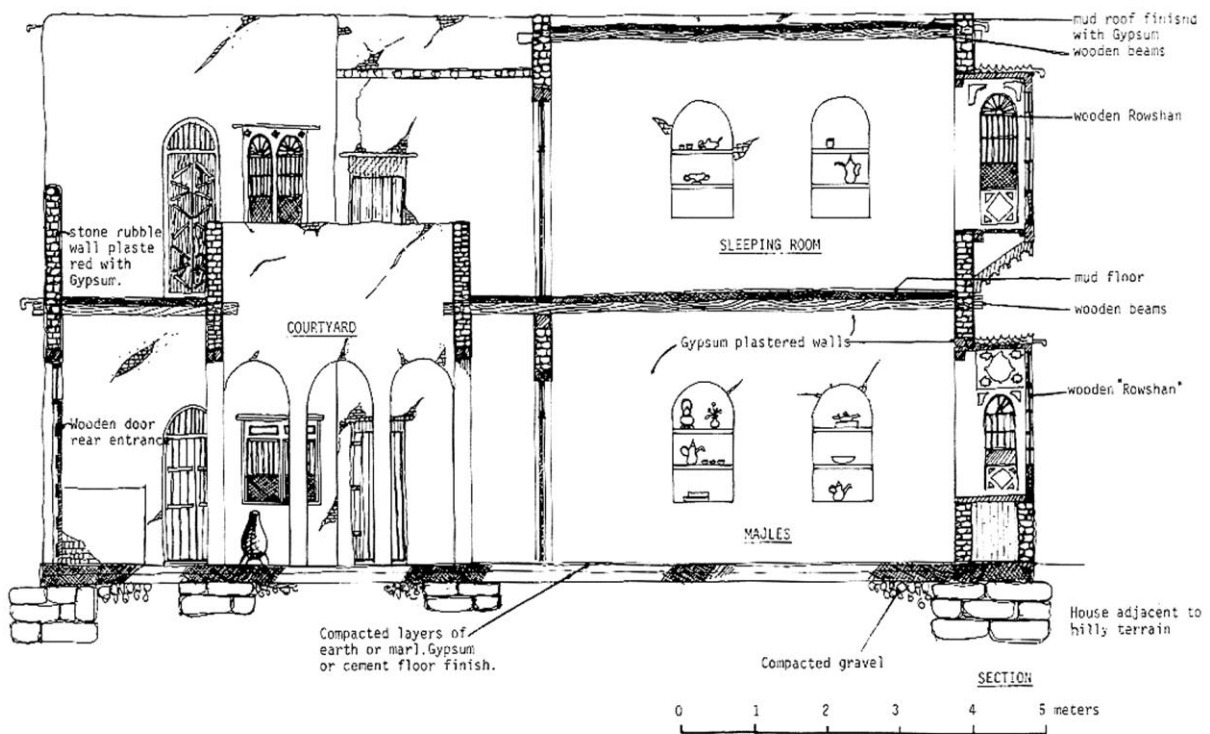 mud roof finisnd
with Gypsum
wooden beams
wooden Rowshan
stone rubble
wall plaste
red with
Gypsum.
SLEEPING ROOM
mud floor
wooden beams
COURTYARD
Gypsum plastered walls
wooden "Rowshan"
Wooden door
rear entrance
MAJLES
Compacted layers of
earth or marl.Gypsum
or cement floor finish.
Compacted gravel
House adjacent to
hilly terrain
SECTION
0 1 2 3 4 5 meters